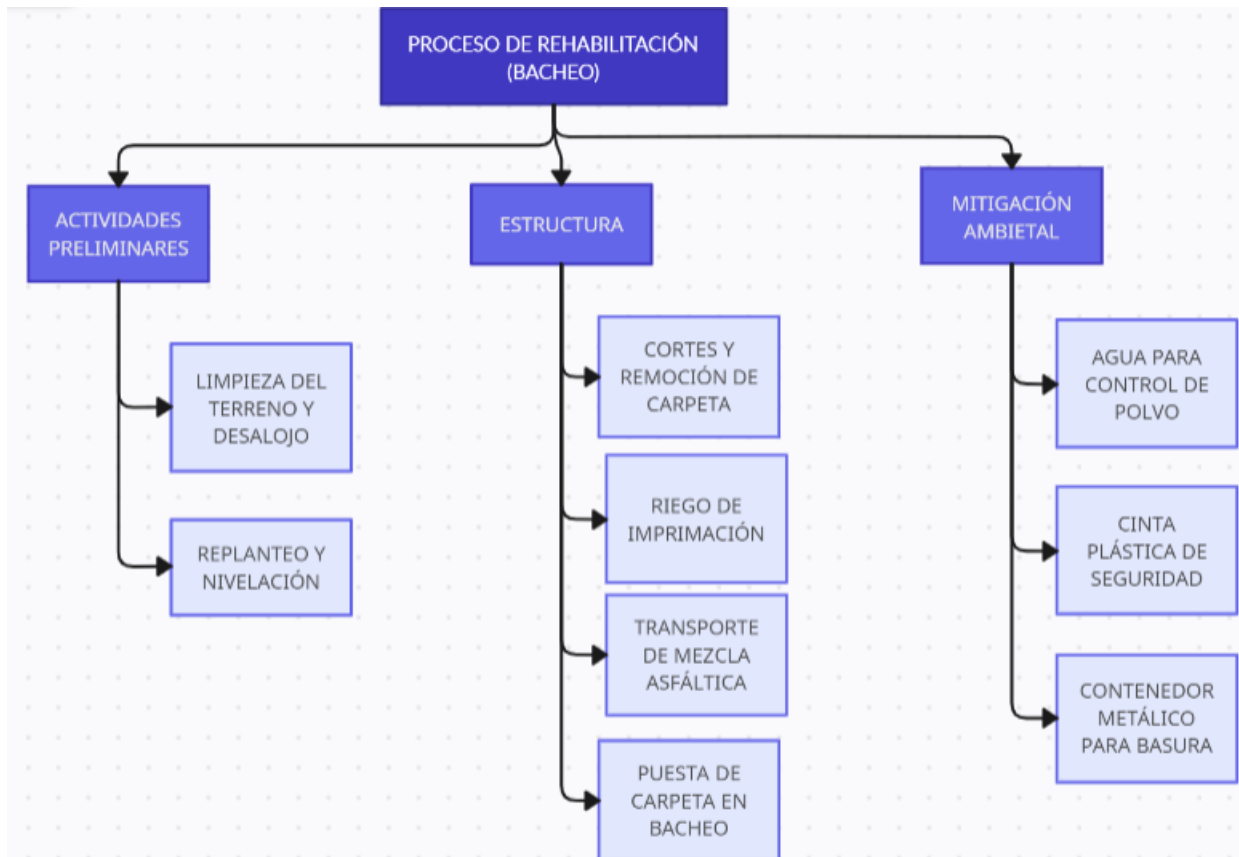 PROCESO DE REHABILITACIÓN
(BACHEO)
ACTIVIDADES
PRELIMINARES
LIMPIEZA DEL
TERRENO Y
DESALOJO
REPLANTEO Y
NIVELACIÓN
ESTRUCTURA
CORTES Y
REMOCIÓN DE
CARPETA
RIEGO DE
IMPRIMACIÓN
TRANSPORTE
DE MEZCLA
ASFÁLTICA
PUESTA DE
CARPETA EN
BACHEO
MITIGACIÓN
AMBIETAL
AGUA PARA
CONTROL DE
POLVO
CINTA
PLÁSTICA DE
SEGURIDAD
CONTENEDOR
METÁLICO
PARA BASURA